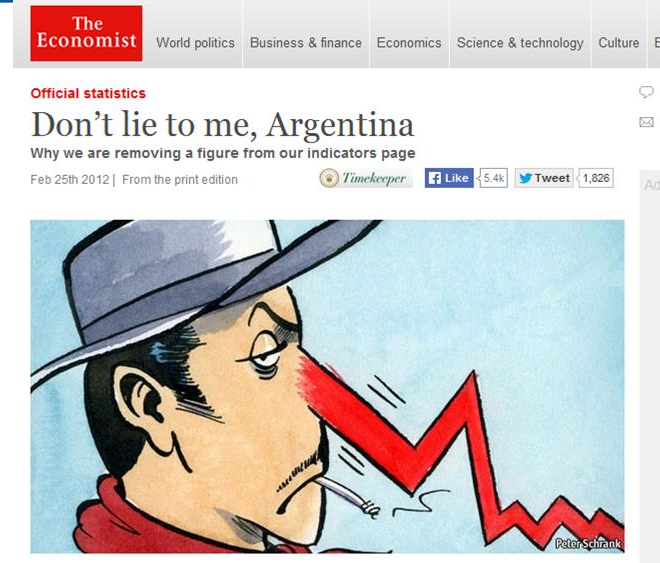 The
Economist
World politics
Business & finance
Economics
Science & technology
Culture
E
Official statistics
Don't lie to me, Argentina
Why we are removing a figure from our indicators page
Feb 25th 2012 | From the print edition
Timekeeper
Like
5.4k
Tweet
1,826
Ad
Peter Schrank